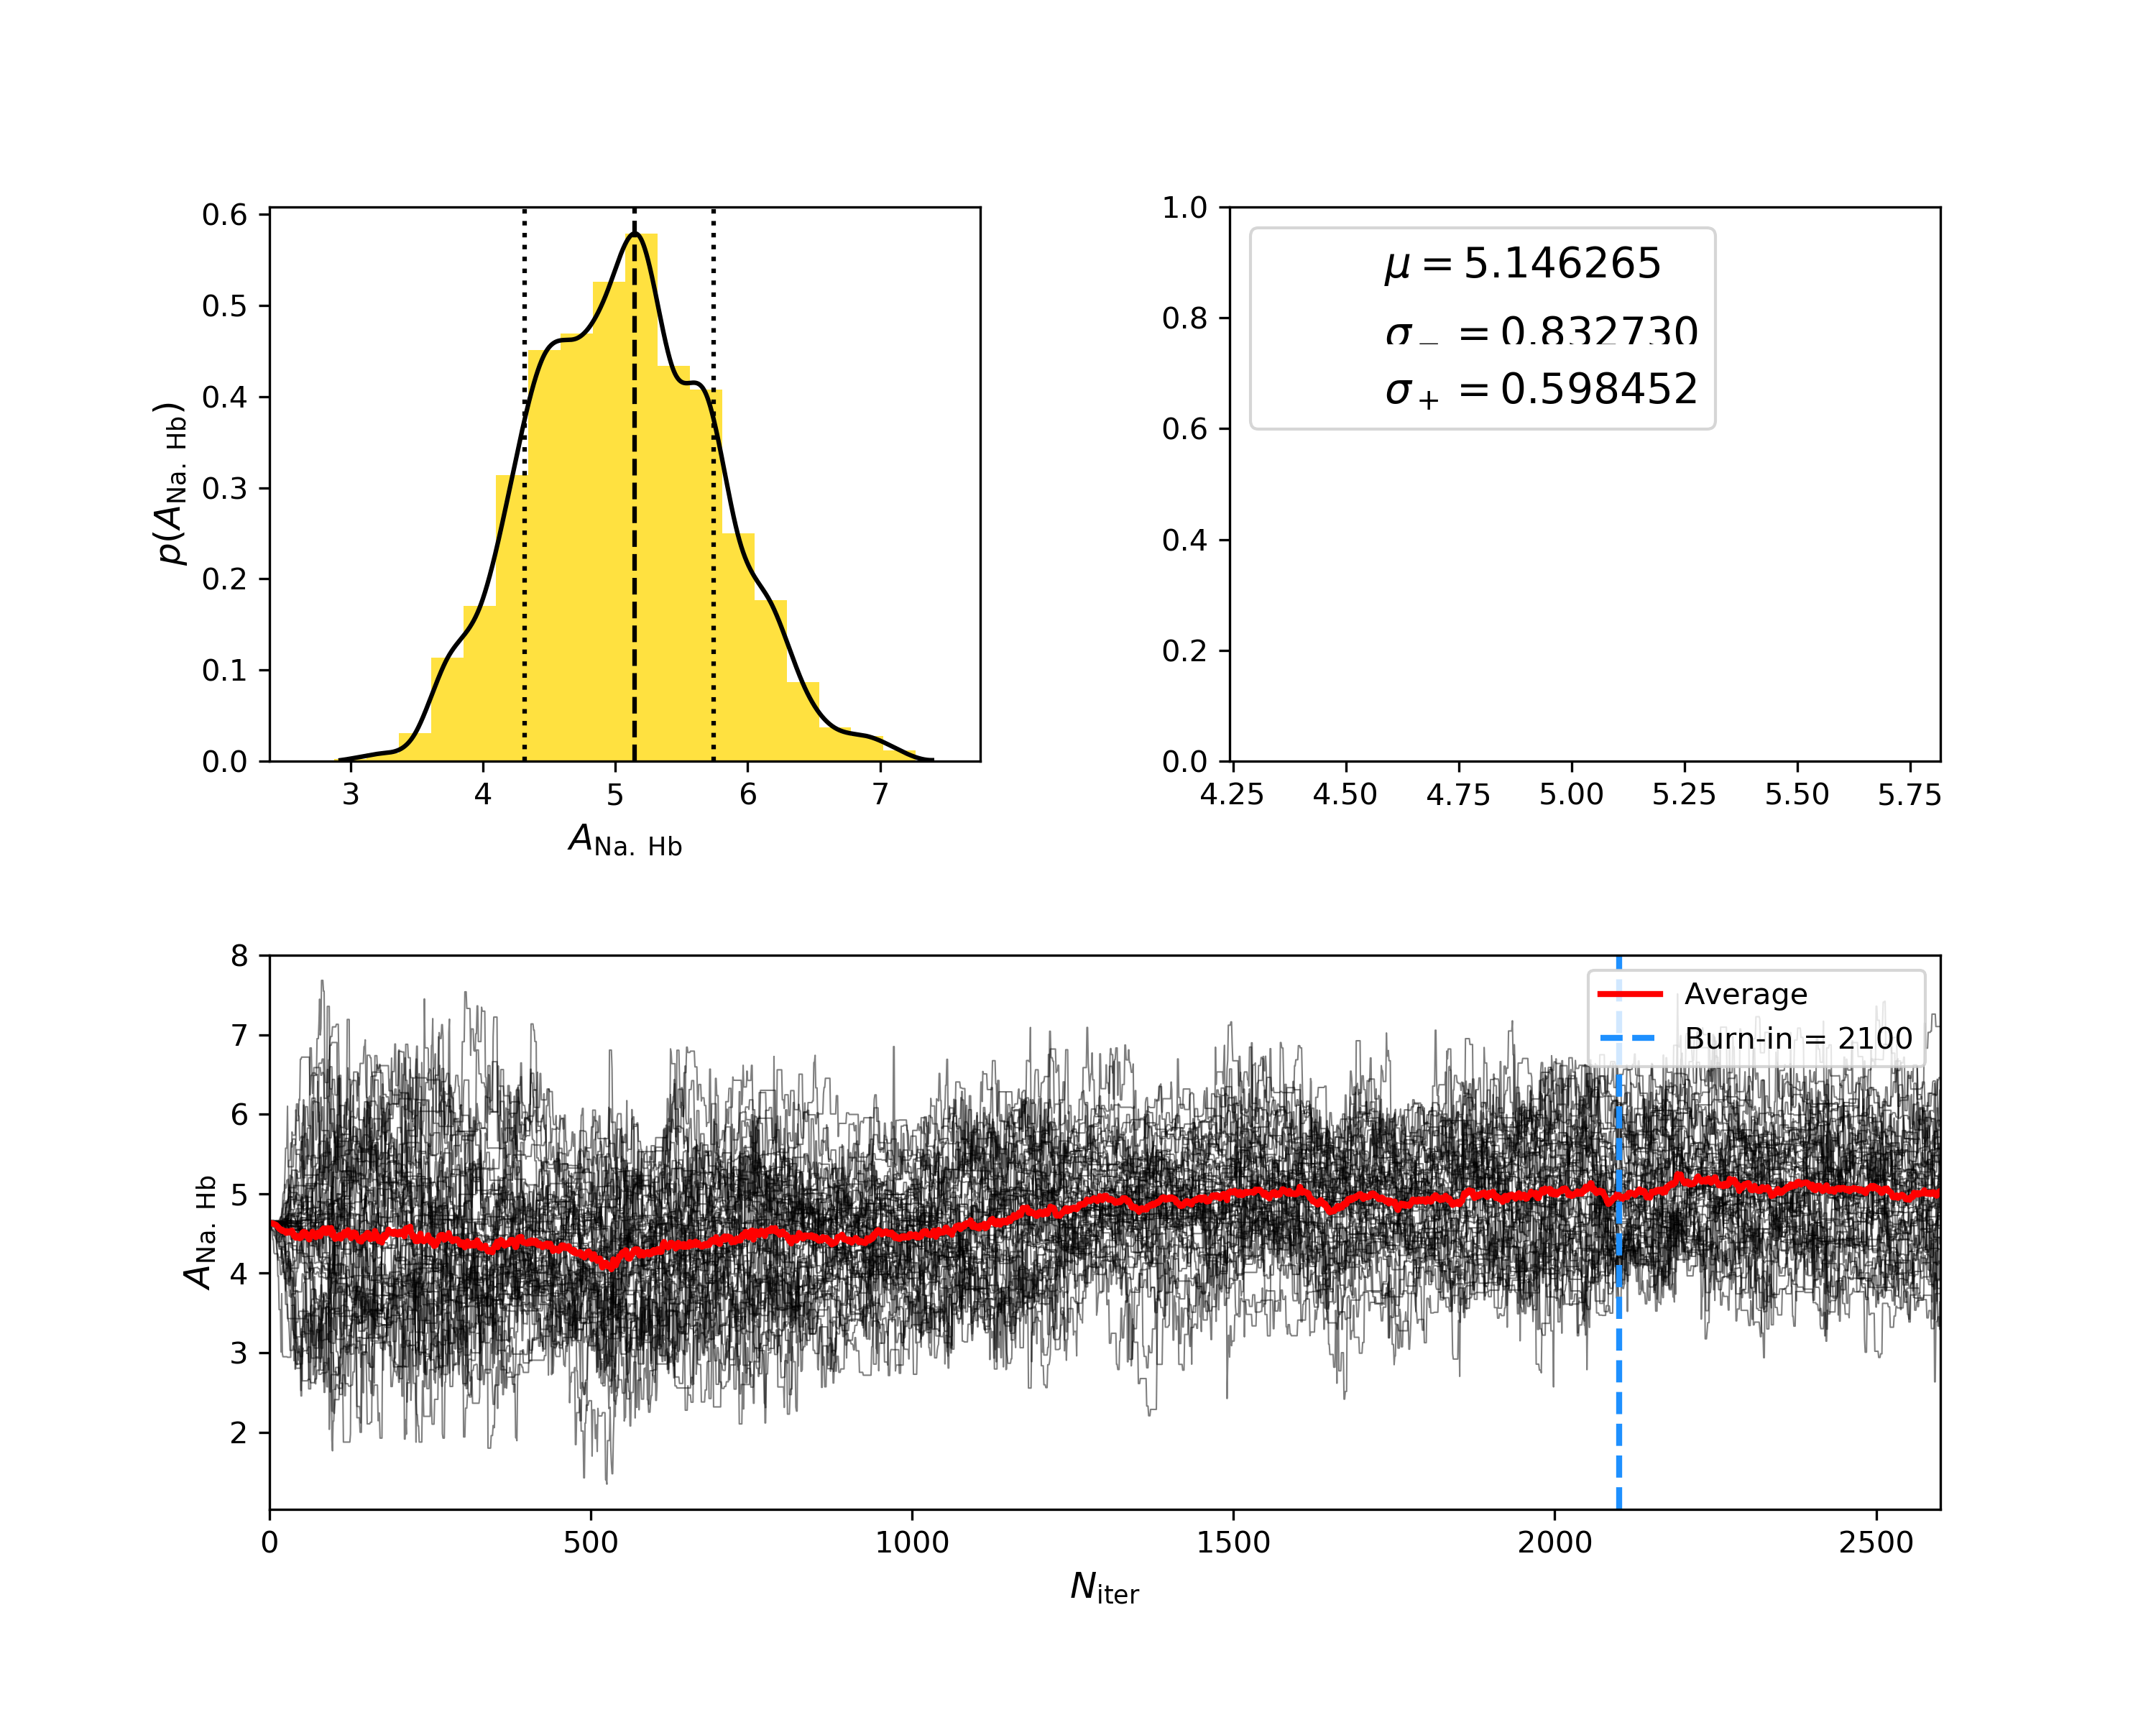 0.6
0.5
0.4
0.3
0.2
0.1
0.0
p(A_Na. Hb)
3 4 5 6 7
A_Na. Hb
1.0
0.8
0.6
0.4
0.2
0.0
μ = 5.146265
σ_− = 0.832730
σ_+ = 0.598452
4.25 4.50 4.75 5.00 5.25 5.50 5.75
8
7
6
5
4
3
2
A_Na. Hb
Average
Burn-in = 2100
0 500 1000 1500 2000 2500
N_iter